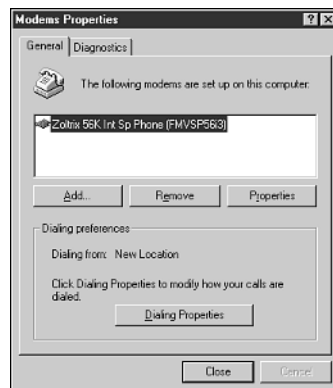 Modems Properties
General
Diagnostics
The following modems are set up on this computer:
Zoltrix 56K Int Sp Phone (FMVSP56i3)
Add...
Remove
Properties
Dialing preferences
Dialing from: New Location
Click Dialing Properties to modify how your calls are
dialed.
Dialing Properties
Close
Cancel